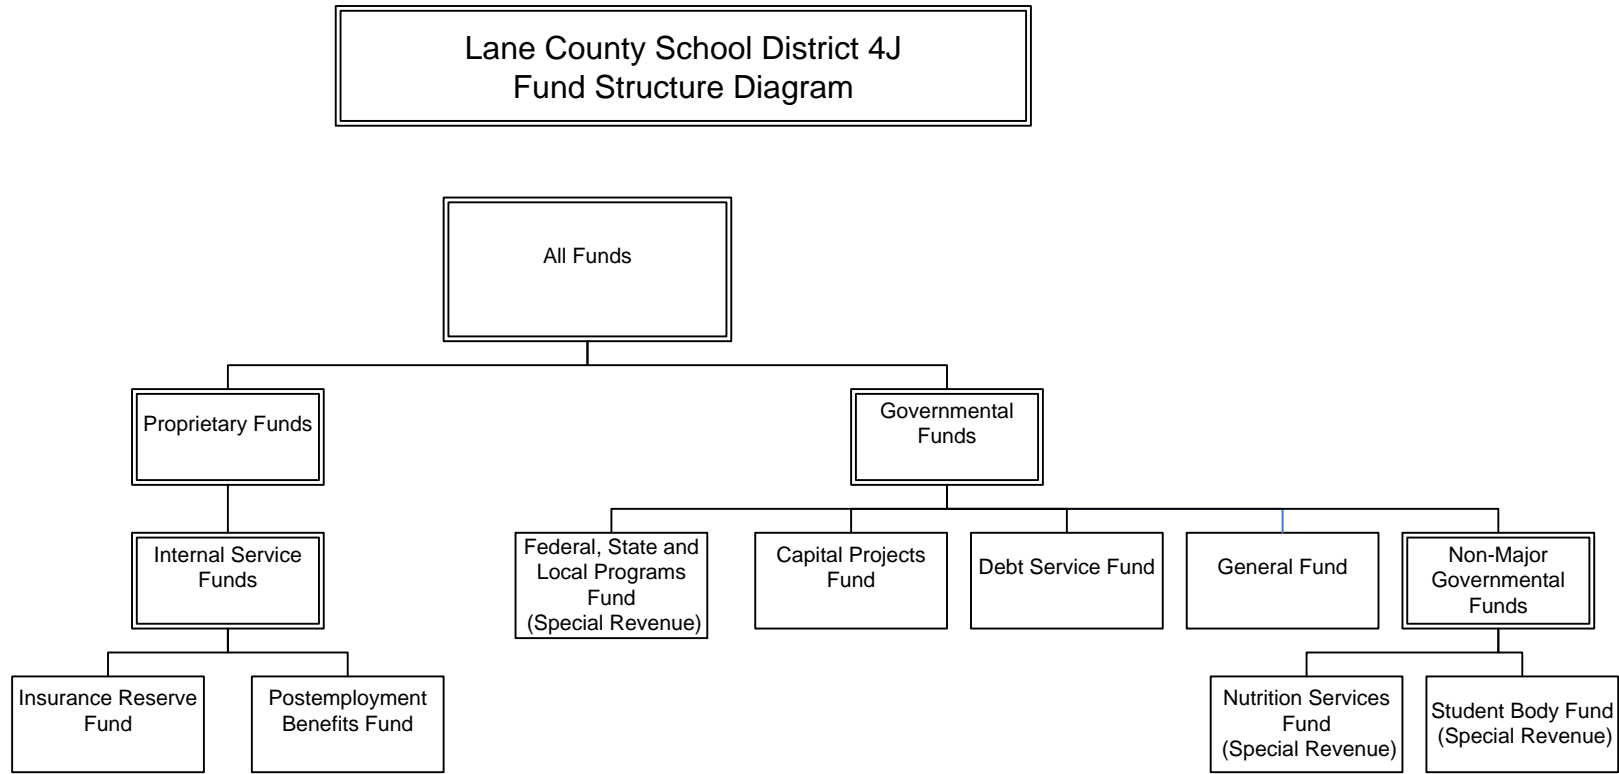 Lane County School District 4J
Fund Structure Diagram
All Funds
Proprietary Funds
Governmental
Funds
Internal Service
Funds
Federal, State and
Local Programs
Fund
(Special Revenue)
Capital Projects
Fund
Debt Service Fund
General Fund
Non-Major
Governmental
Funds
Insurance Reserve
Fund
Postemployment
Benefits Fund
Nutrition Services
Fund
(Special Revenue)
Student Body Fund
(Special Revenue)